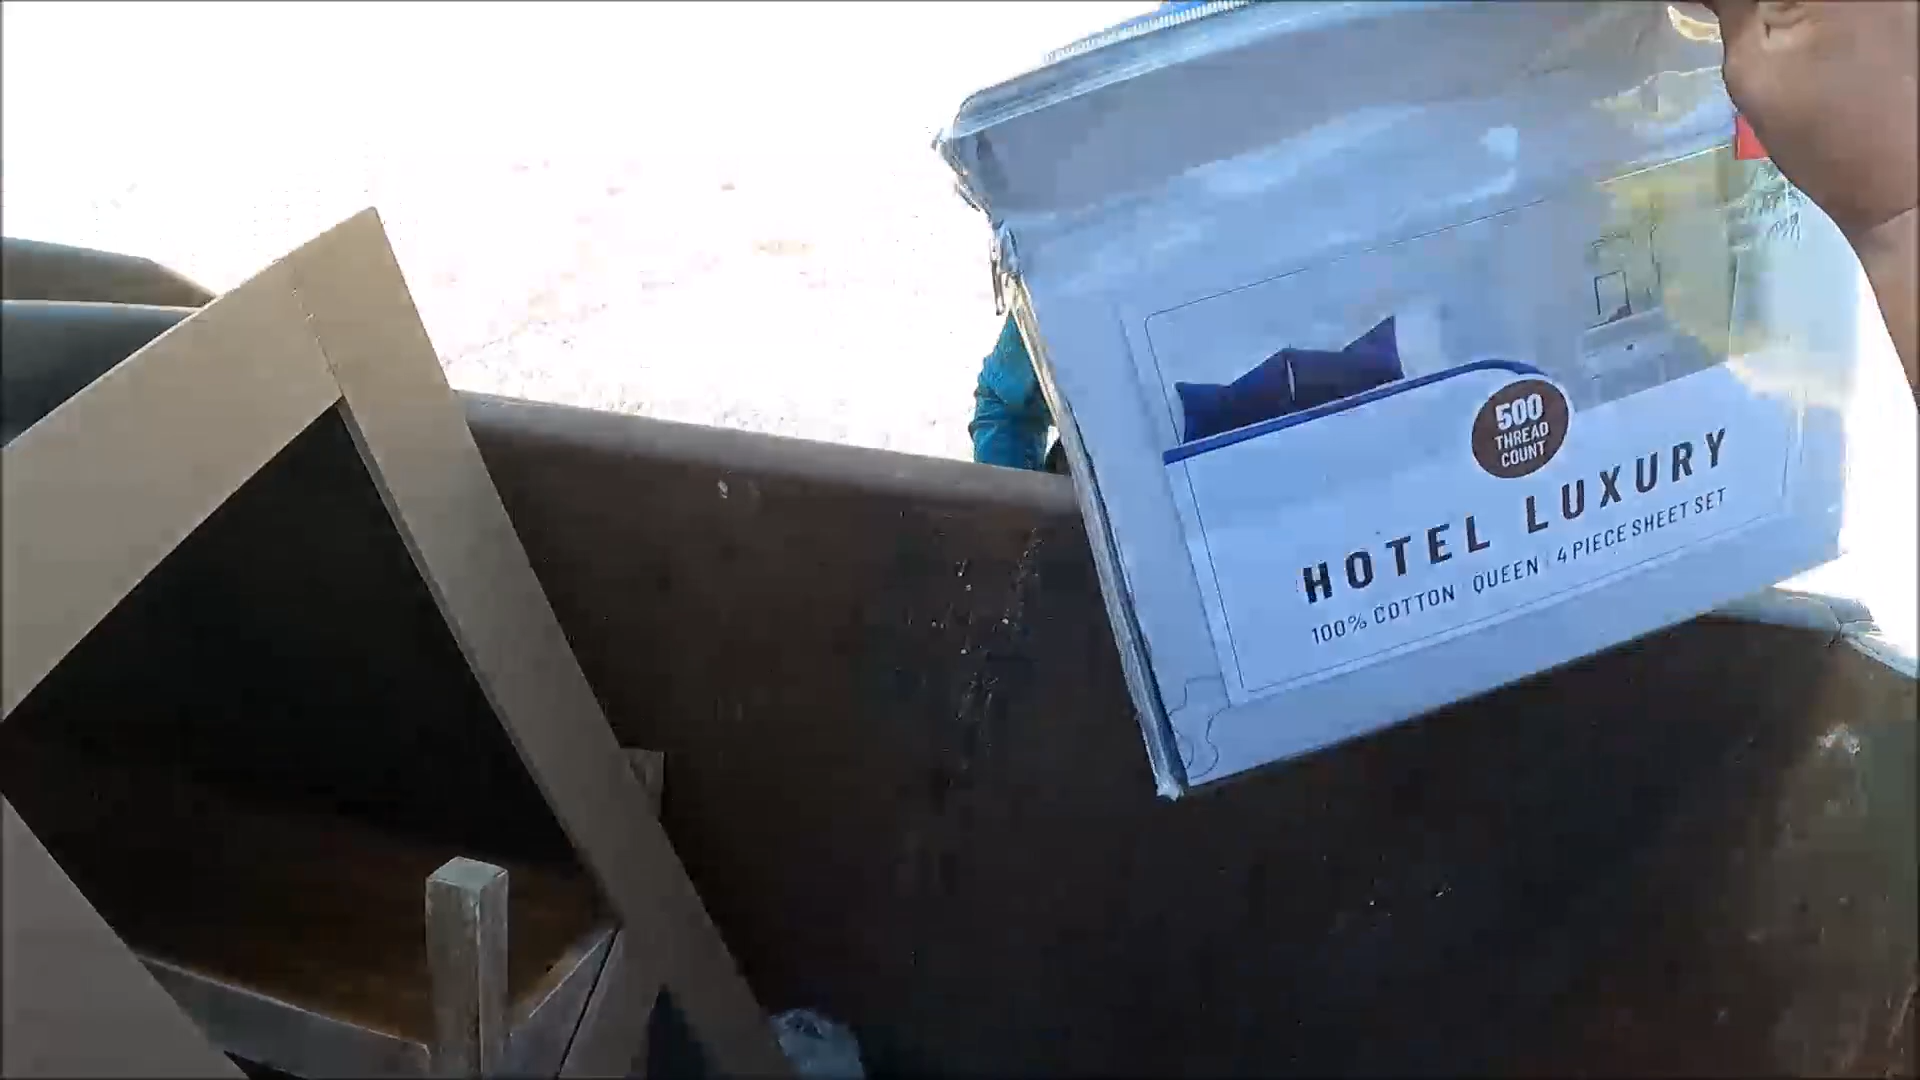 500
THREAD
COUNT
HOTEL LUXURY
100% COTTON QUEEN 4 PIECE SHEET SET